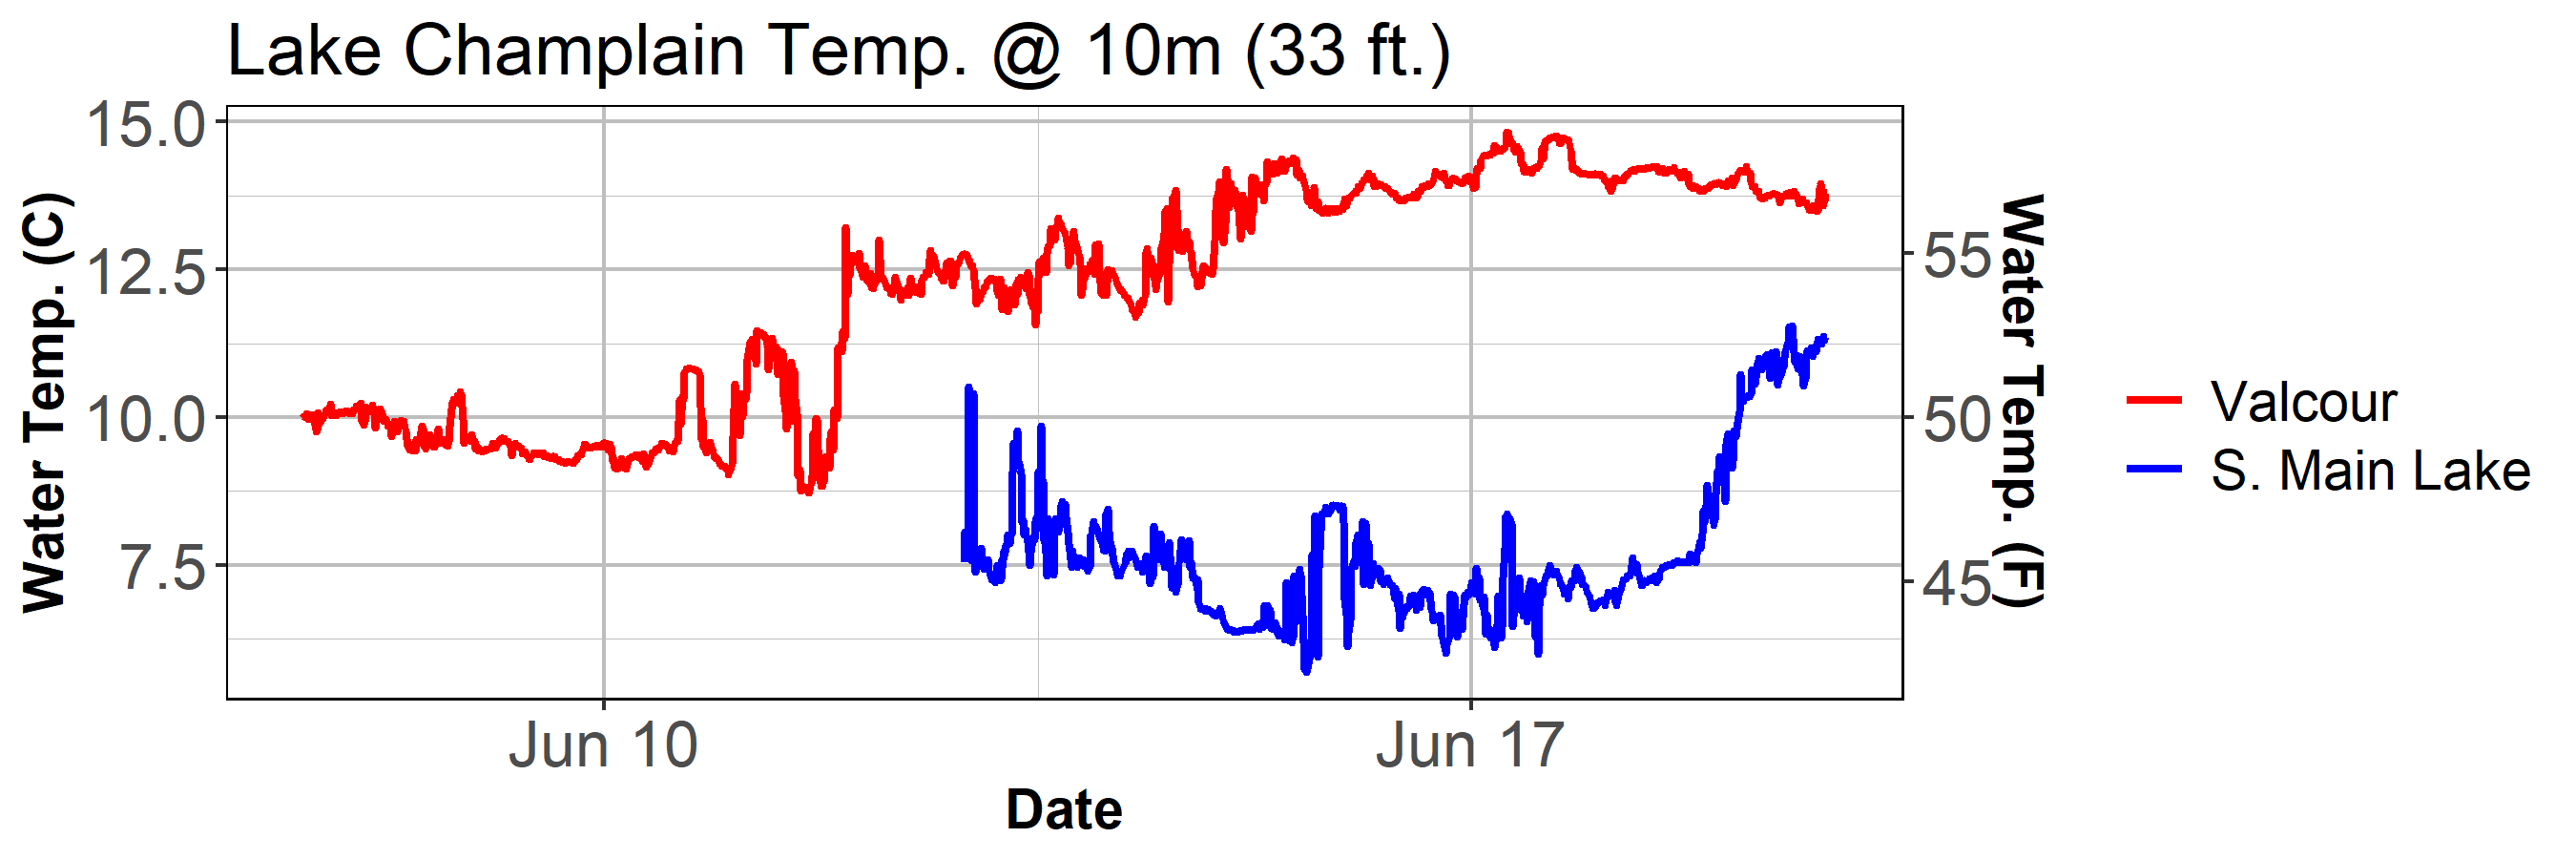 Lake Champlain Temp. @ 10m (33 ft.)
Water Temp. (C)
15.0
12.5
10.0
7.5
55
50
45
Water Temp. (F)
Jun 10
Jun 17
Date
Valcour
S. Main Lake